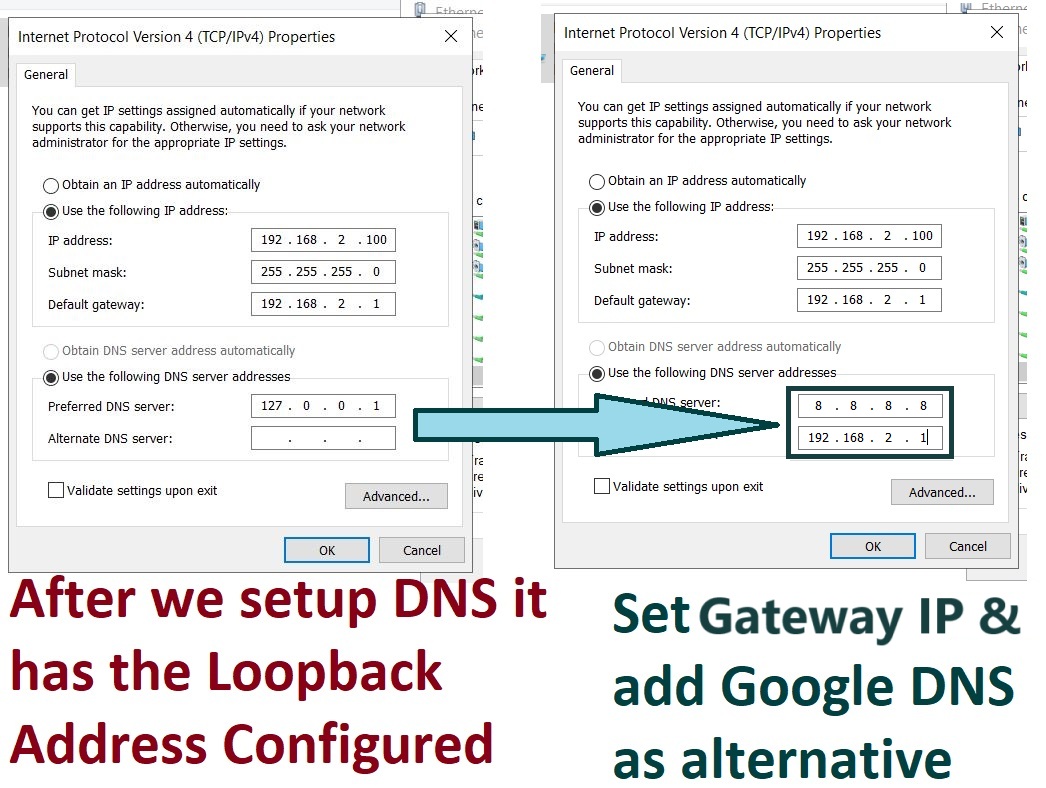 Ethernet
Internet Protocol Version 4 (TCP/IPv4) Properties
General
You can get IP settings assigned automatically if your network
supports this capability. Otherwise, you need to ask your network
administrator for the appropriate IP settings.
Obtain an IP address automatically
Use the following IP address:
IP address: 192 . 168 . 2 . 100
Subnet mask: 255 . 255 . 255 . 0
Default gateway: 192 . 168 . 2 . 1
Obtain DNS server address automatically
Use the following DNS server addresses
Preferred DNS server: 127 . 0 . 0 . 1
Alternate DNS server: . . .
Validate settings upon exit
Advanced...
OK Cancel
After we setup DNS it
has the Loopback
Address Configured
Ethernet
Internet Protocol Version 4 (TCP/IPv4) Properties
General
You can get IP settings assigned automatically if your network
supports this capability. Otherwise, you need to ask your network
administrator for the appropriate IP settings.
Obtain an IP address automatically
Use the following IP address:
IP address: 192 . 168 . 2 . 100
Subnet mask: 255 . 255 . 255 . 0
Default gateway: 192 . 168 . 2 . 1
Obtain DNS server address automatically
Use the following DNS server addresses
DNS server: 8 . 8 . 8 . 8
192 . 168 . 2 . 1
Validate settings upon exit
Advanced...
OK Cancel
Set Gateway IP &
add Google DNS
as alternative